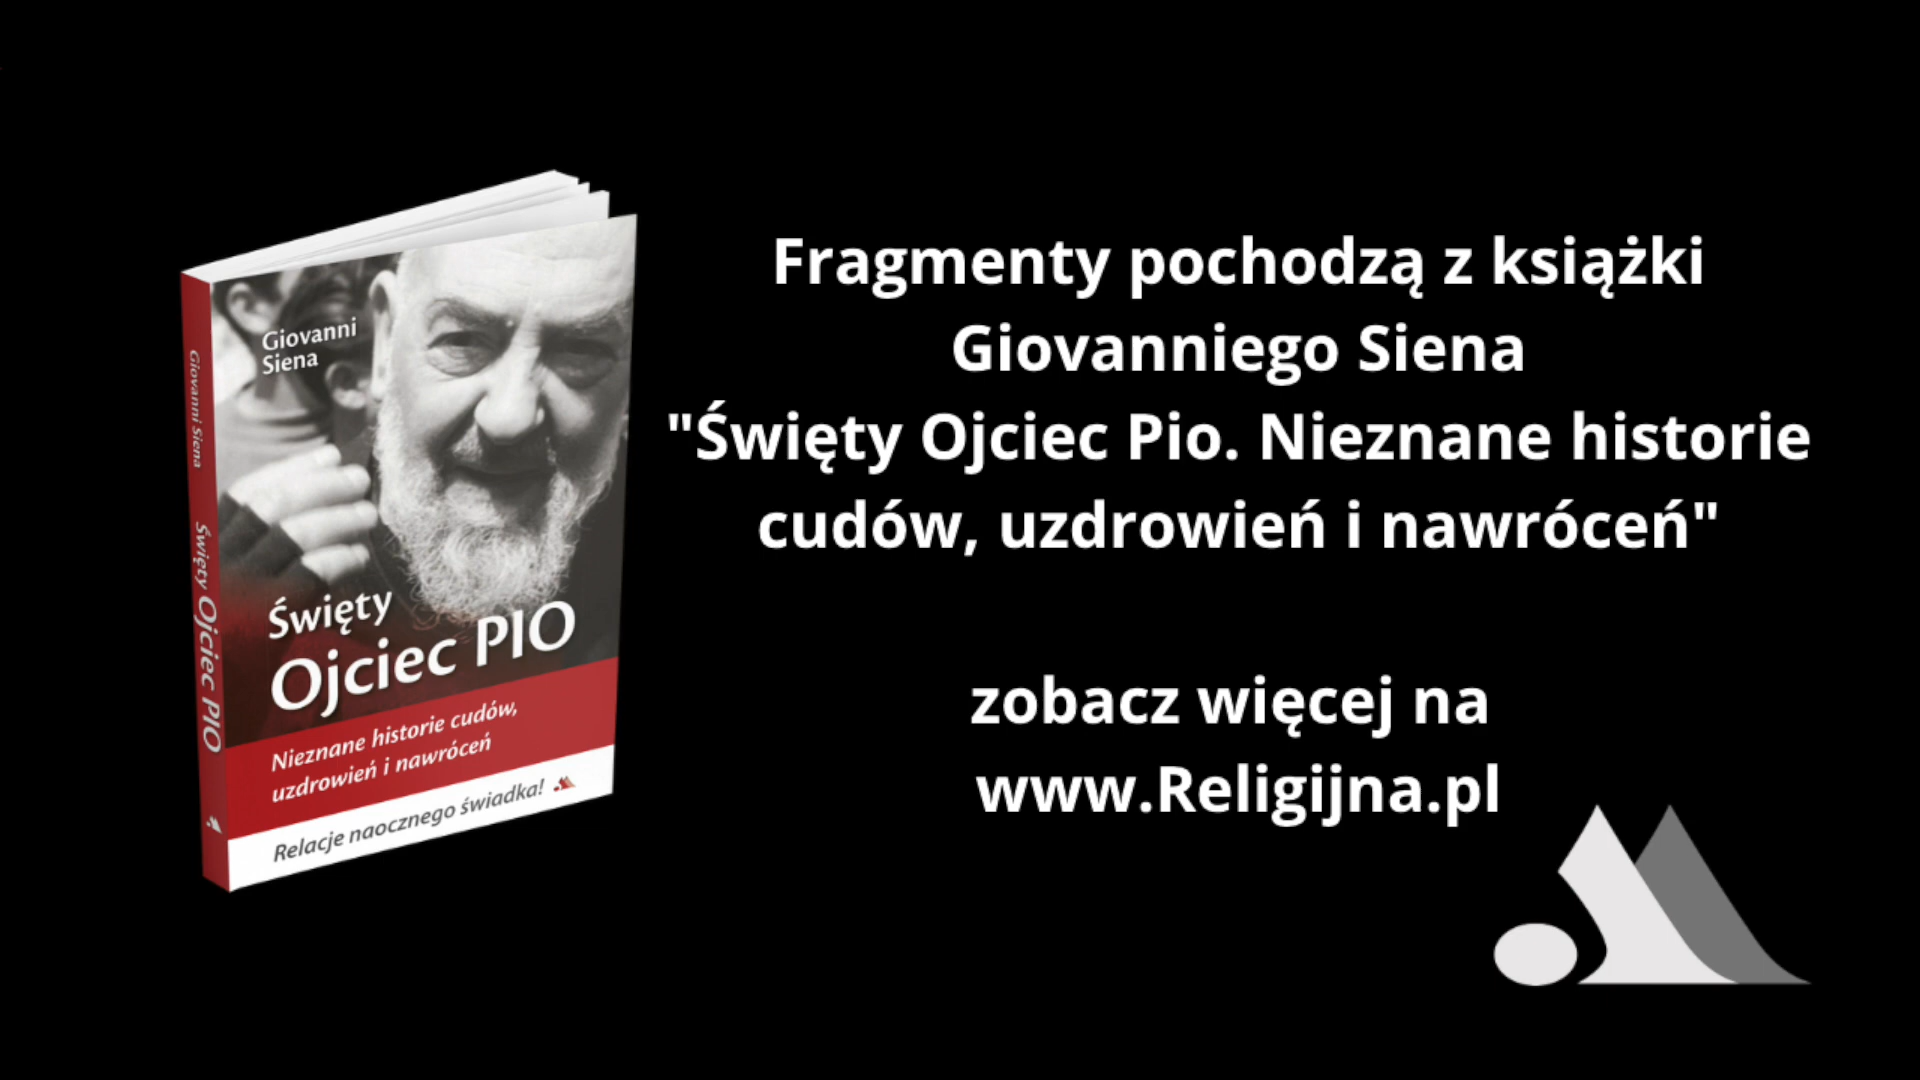 Giovanni
Siena
Giovanni Siena
Święty Ojciec PIO
Święty
Ojciec PIO
Nieznane historie cudów,
uzdrowień i nawróceń
Relacje naocznego świadka!
Fragmenty pochodzą z książki
Giovanniego Siena
"Święty Ojciec Pio. Nieznane historie
cudów, uzdrowień i nawróceń"
zobacz więcej na
www.Religijna.pl